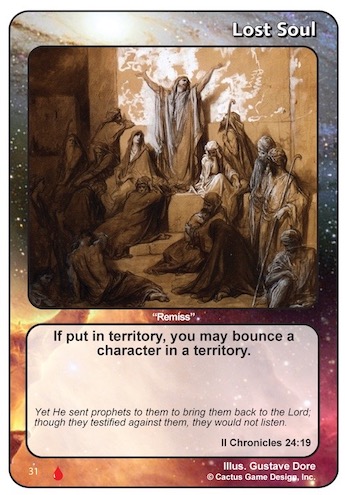 Lost Soul
“Remiss”
If put in territory, you may bounce a
character in a territory.
Yet He sent prophets to them to bring them back to the Lord;
though they testified against them, they would not listen.
II Chronicles 24:19
Illus. Gustave Dore
31
© Cactus Game Design, Inc.